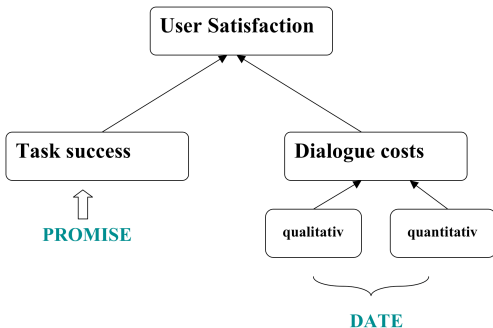 User Satisfaction
Task success
Dialogue costs
PROMISE
qualitativ
quantitativ
DATE